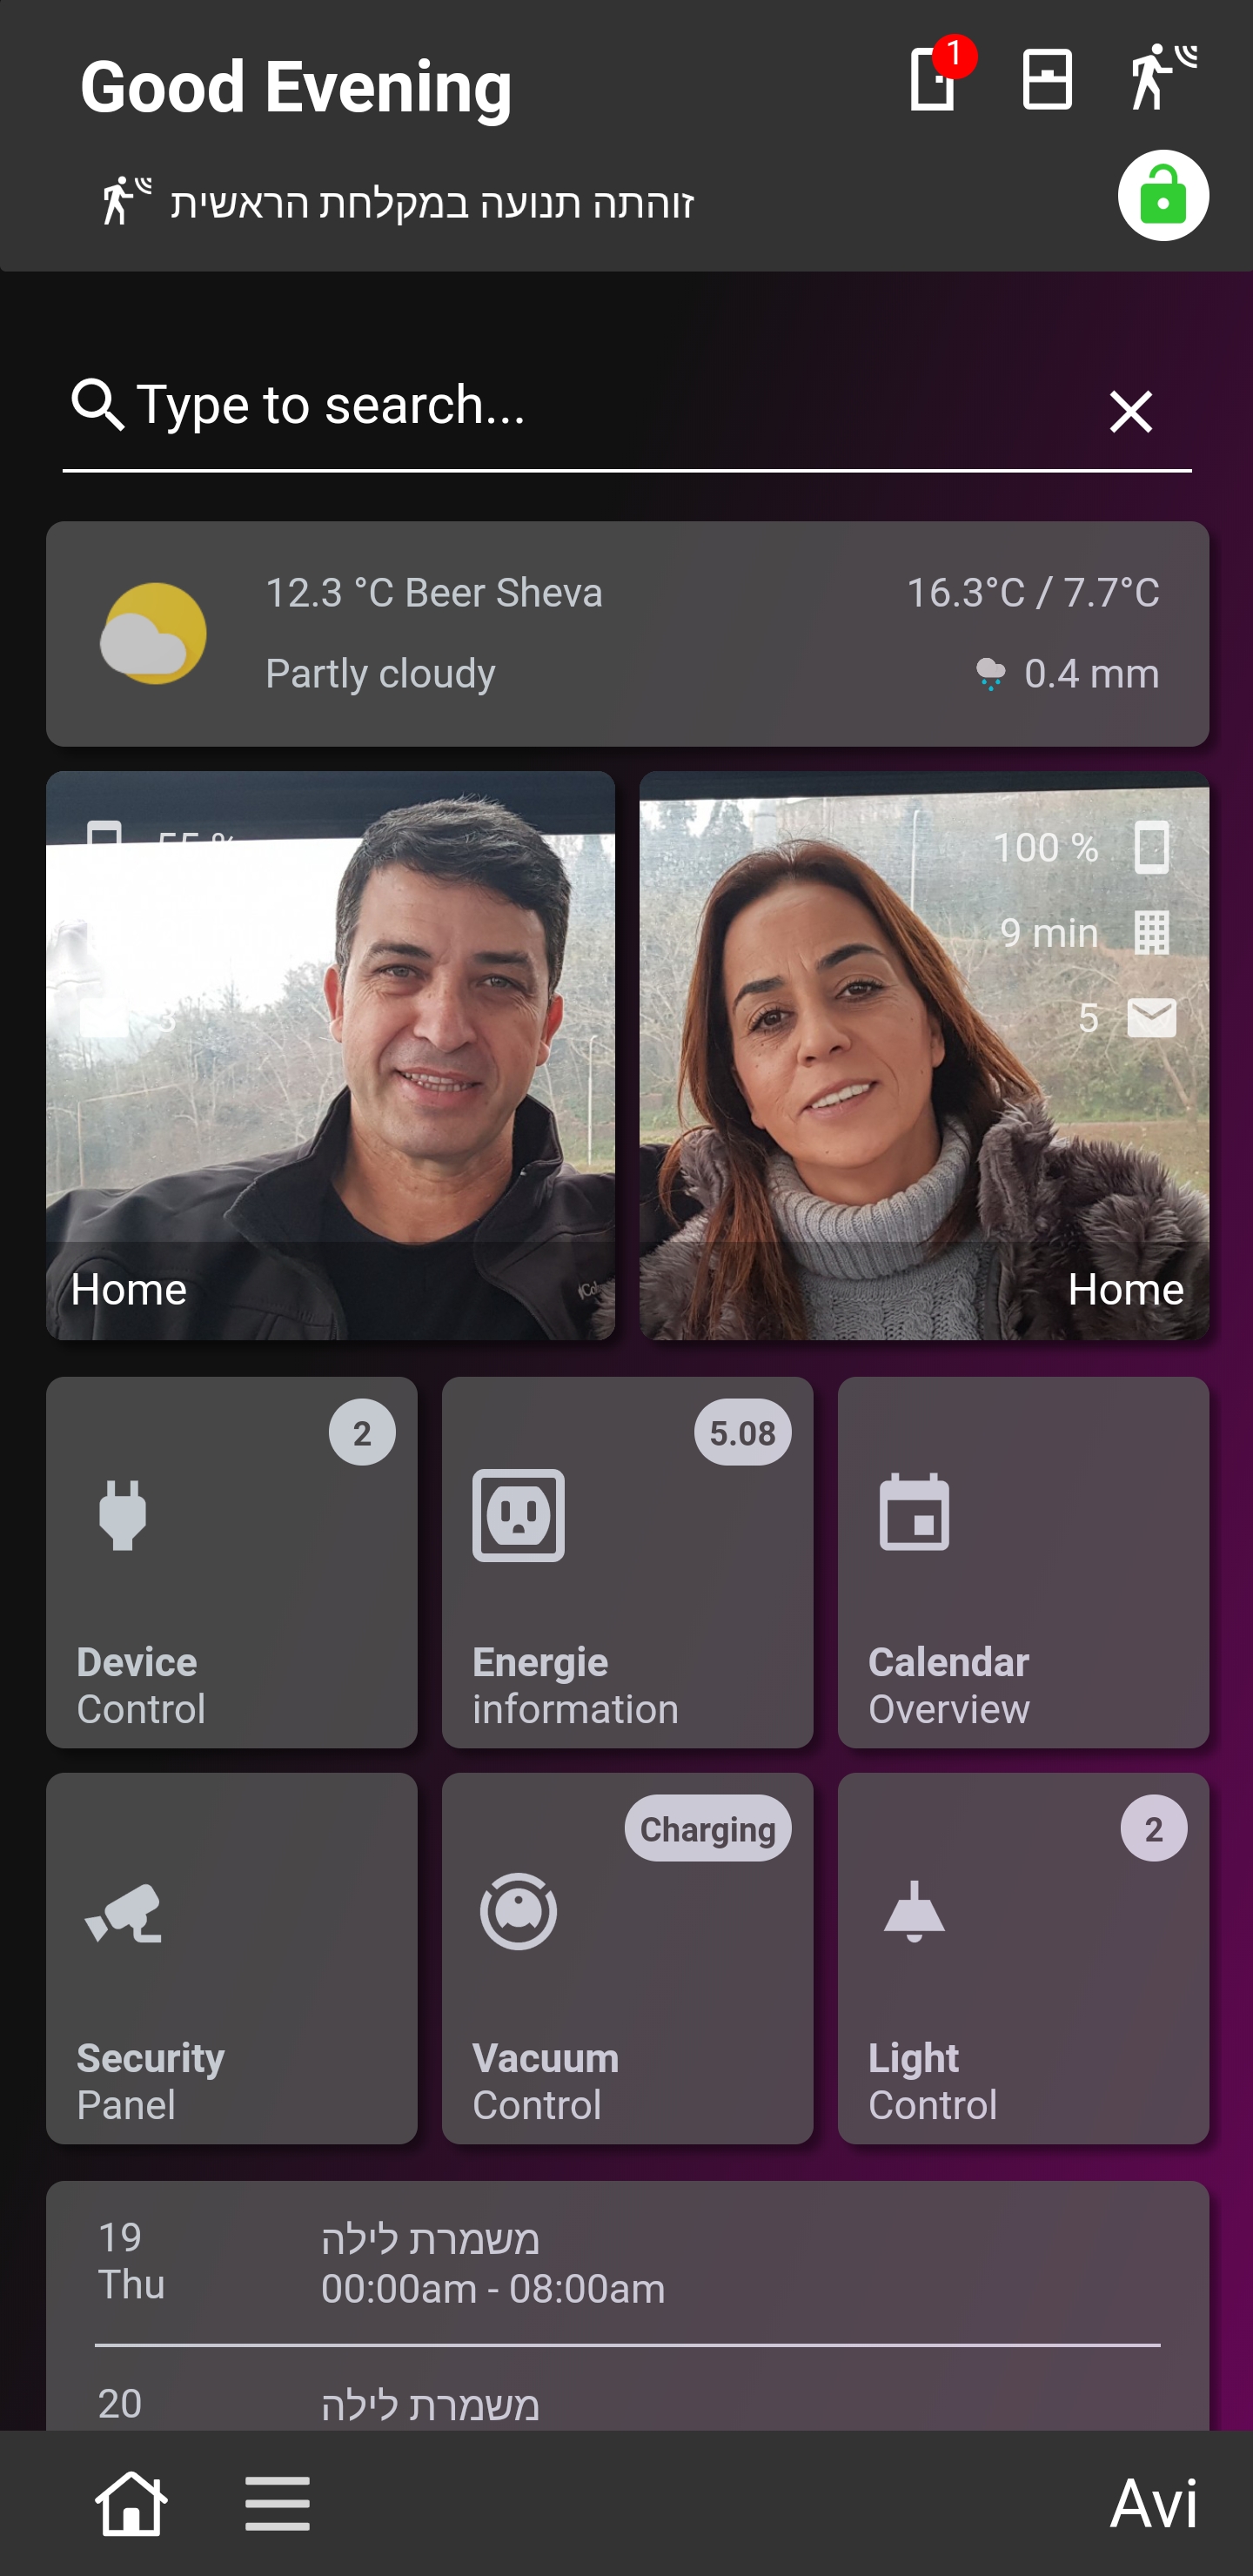 Good Evening
1
זוהתה תנועה במקלחת הראשית
Type to search...
12.3 °C Beer Sheva
16.3°C / 7.7°C
Partly cloudy
0.4 mm
55 %
100 %
9 min
5
Home
Home
2
5.08
Device
Control
Energie
information
Calendar
Overview
Charging
2
Security
Panel
Vacuum
Control
Light
Control
19
Thu
משמרת לילה
00:00am - 08:00am
20
משמרת לילה
Avi